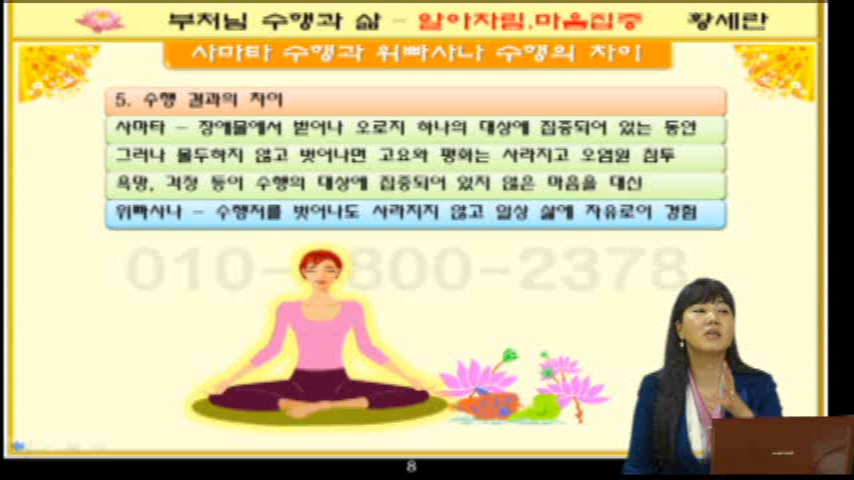 부처님 수행과 삶 - 알아차림.마음집중 황세란
사마타 수행과 위빠사나 수행의 차이
5. 수행 결과의 차이
사마타 - 장애물에서 벋어나 오로지 하나의 대상에 집중되어 있는 동안
그러나 몰두하지 않고 벗어나면 고요와 평화는 사라지고 오염원 침투
욕망, 걱정 등이 수행의 대상에 집중되어 있지 않은 마음을 대신
위빠사나 - 수행저를 벗어나도 사라지지 않고 일상 삶에 자유로이 경험
800-2378
8